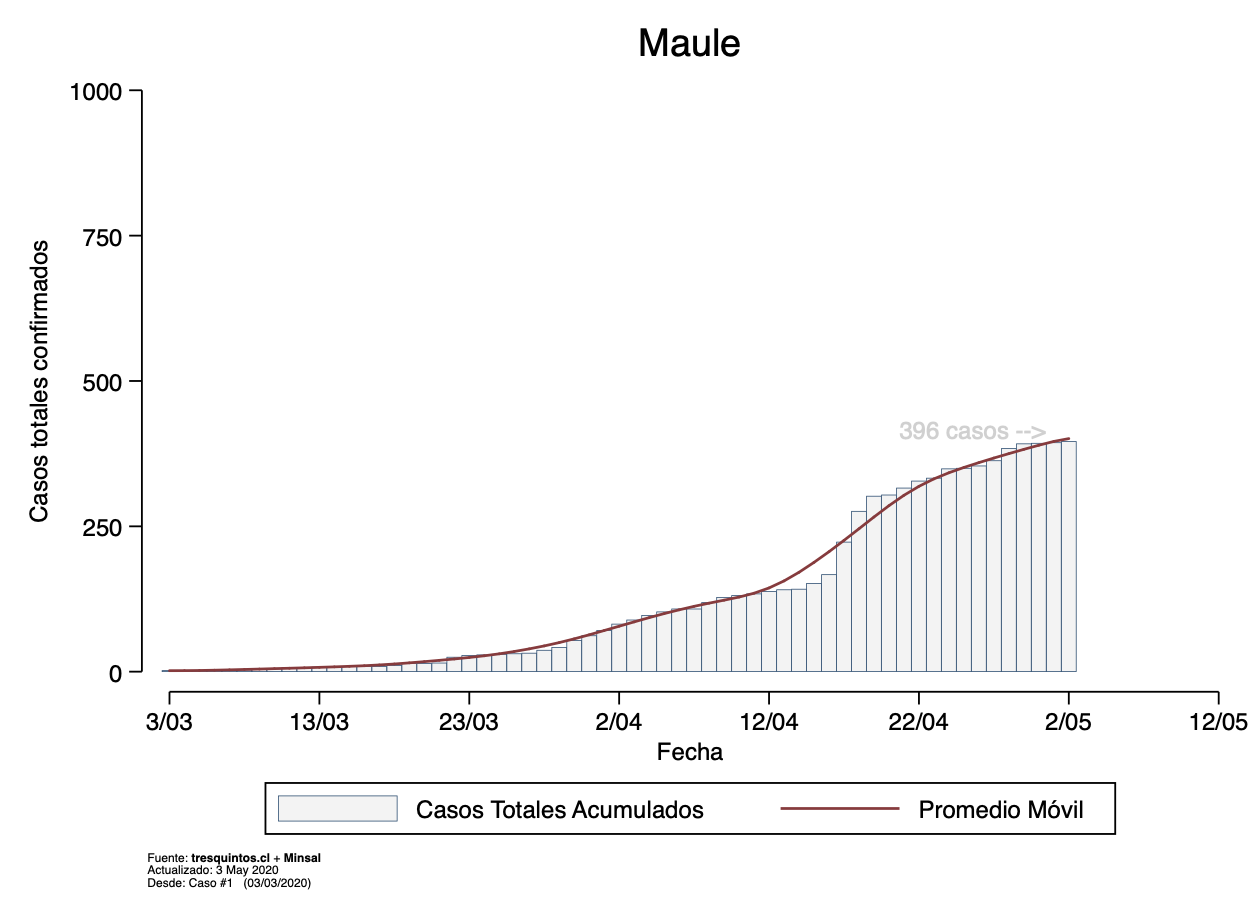 Maule
1000
750
500
250
0
Casos totales confirmados
396 casos -->
3/03 13/03 23/03 2/04 12/04 22/04 2/05 12/05
Fecha
Casos Totales Acumulados Promedio Móvil
Fuente: tresquintos.cl + Minsal
Actualizado: 3 May 2020
Desde: Caso #1 (03/03/2020)